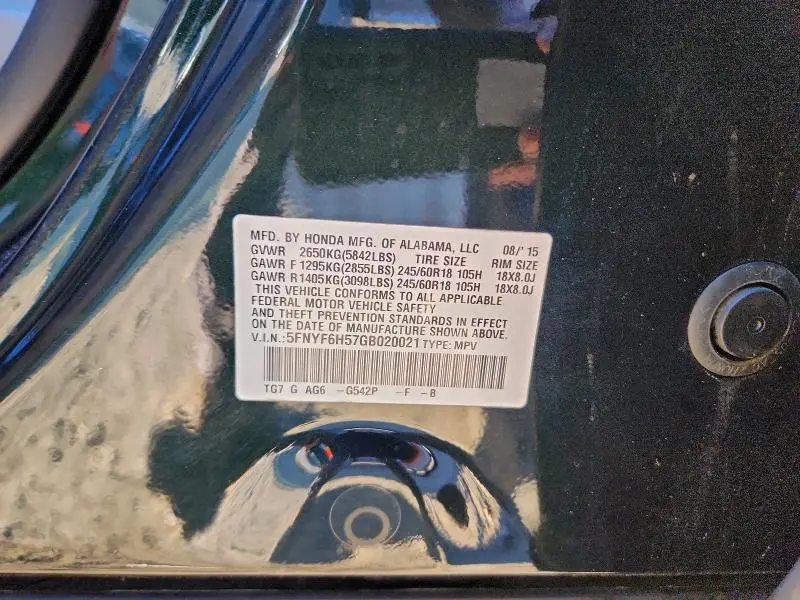 MFD. BY HONDA MFG. OF ALABAMA, LLC 08/'15
GVWR 2650KG(5842LBS) TIRE SIZE RIM SIZE
GAWR F 1295KG(2855LBS) 245/60R18 105H 18X8.0J
GAWR R 1405KG(3098LBS) 245/60R18 105H 18X8.0J
THIS VEHICLE CONFORMS TO ALL APPLICABLE
FEDERAL MOTOR VEHICLE SAFETY
AND THEFT PREVENTION STANDARDS IN EFFECT
ON THE DATE OF MANUFACTURE SHOWN ABOVE.
V.I.N.: 5FNYF6H57GB020021 TYPE: MPV
TG7 G AG6 -G542P -F -B